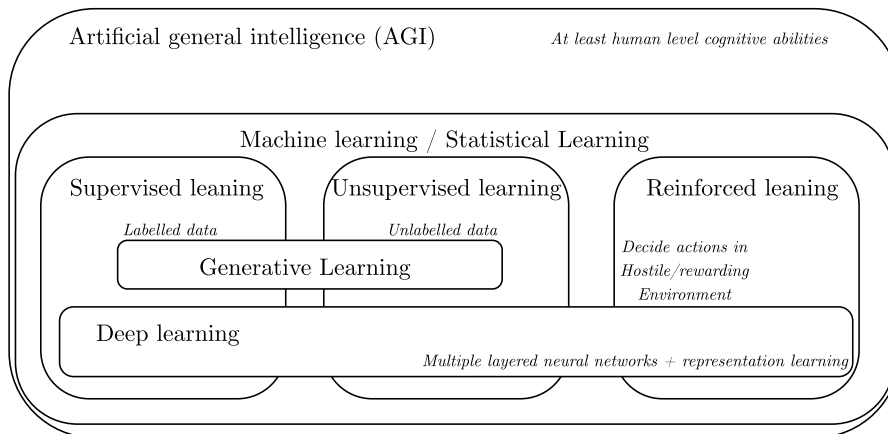 Artificial general intelligence (AGI)
At least human level cognitive abilities
Machine learning / Statistical Learning
Supervised leaning
Unsupervised learning
Reinforced leaning
Labelled data
Unlabelled data
Decide actions in
Hostile/rewarding
Environment
Generative Learning
Deep learning
Multiple layered neural networks + representation learning